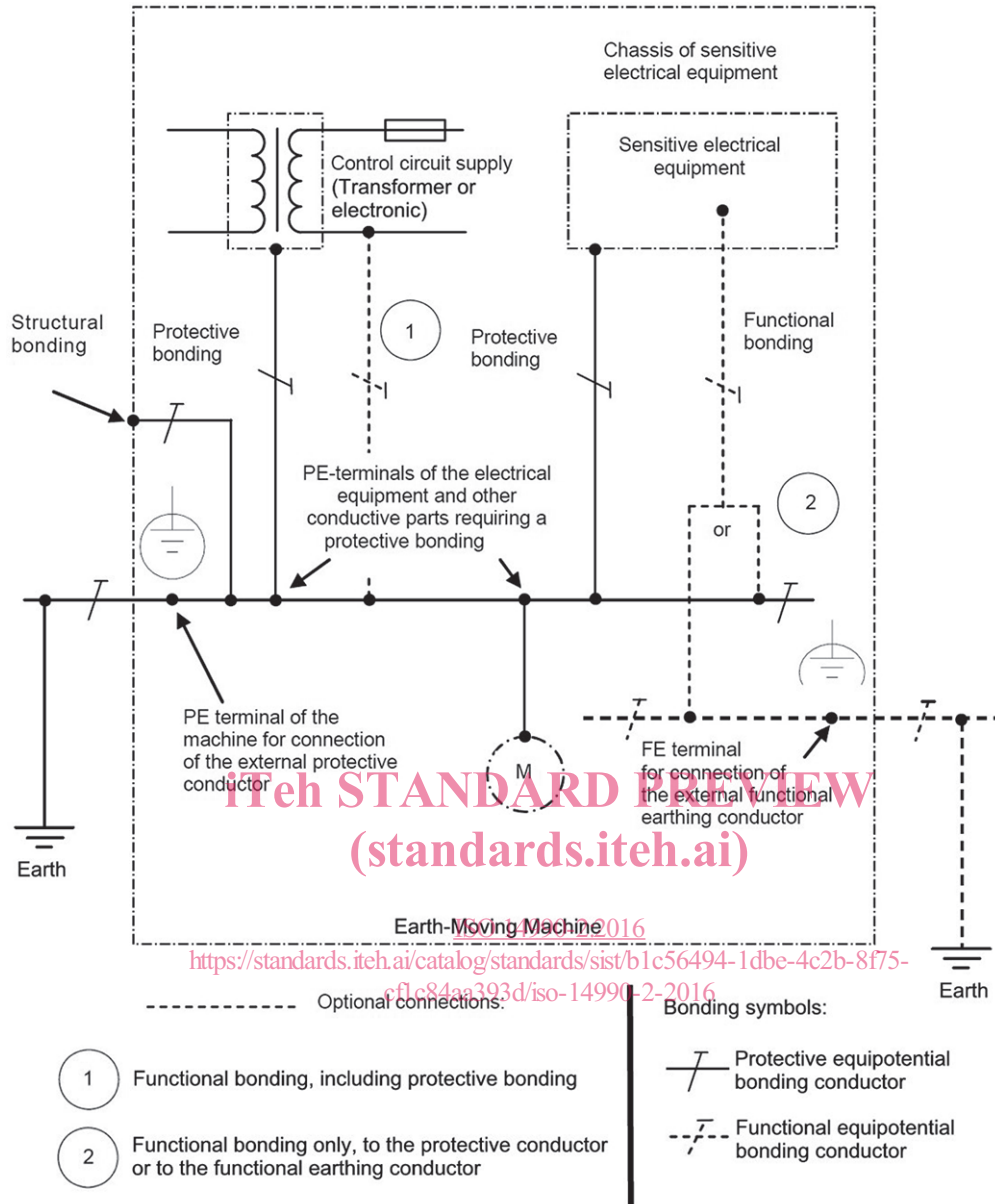 Chassis of sensitive
electrical equipment
Sensitive electrical
equipment
Control circuit supply
(Transformer or
electronic)
1
Structural
bonding
Protective
bonding
Protective
bonding
Functional
bonding
PE-terminals of the electrical
equipment and other
conductive parts requiring a
protective bonding
2
or
PE terminal of the
machine for connection
of the external protective
conductor
M
FE terminal
for connection of
the external functional
earthing conductor
iTeh STANDARD PREVIEW
(standards.iteh.ai)
Earth
Earth-Moving Machine
ISO 14990-2:2016
https://standards.iteh.ai/catalog/standards/sist/b1c56494-1dbe-4c2b-8f75-
cf1c84aa393d/iso-14990-2-2016
Earth
Optional connections:
Bonding symbols:
1 Functional bonding, including protective bonding
Protective equipotential
bonding conductor
2 Functional bonding only, to the protective conductor
or to the functional earthing conductor
Functional equipotential
bonding conductor